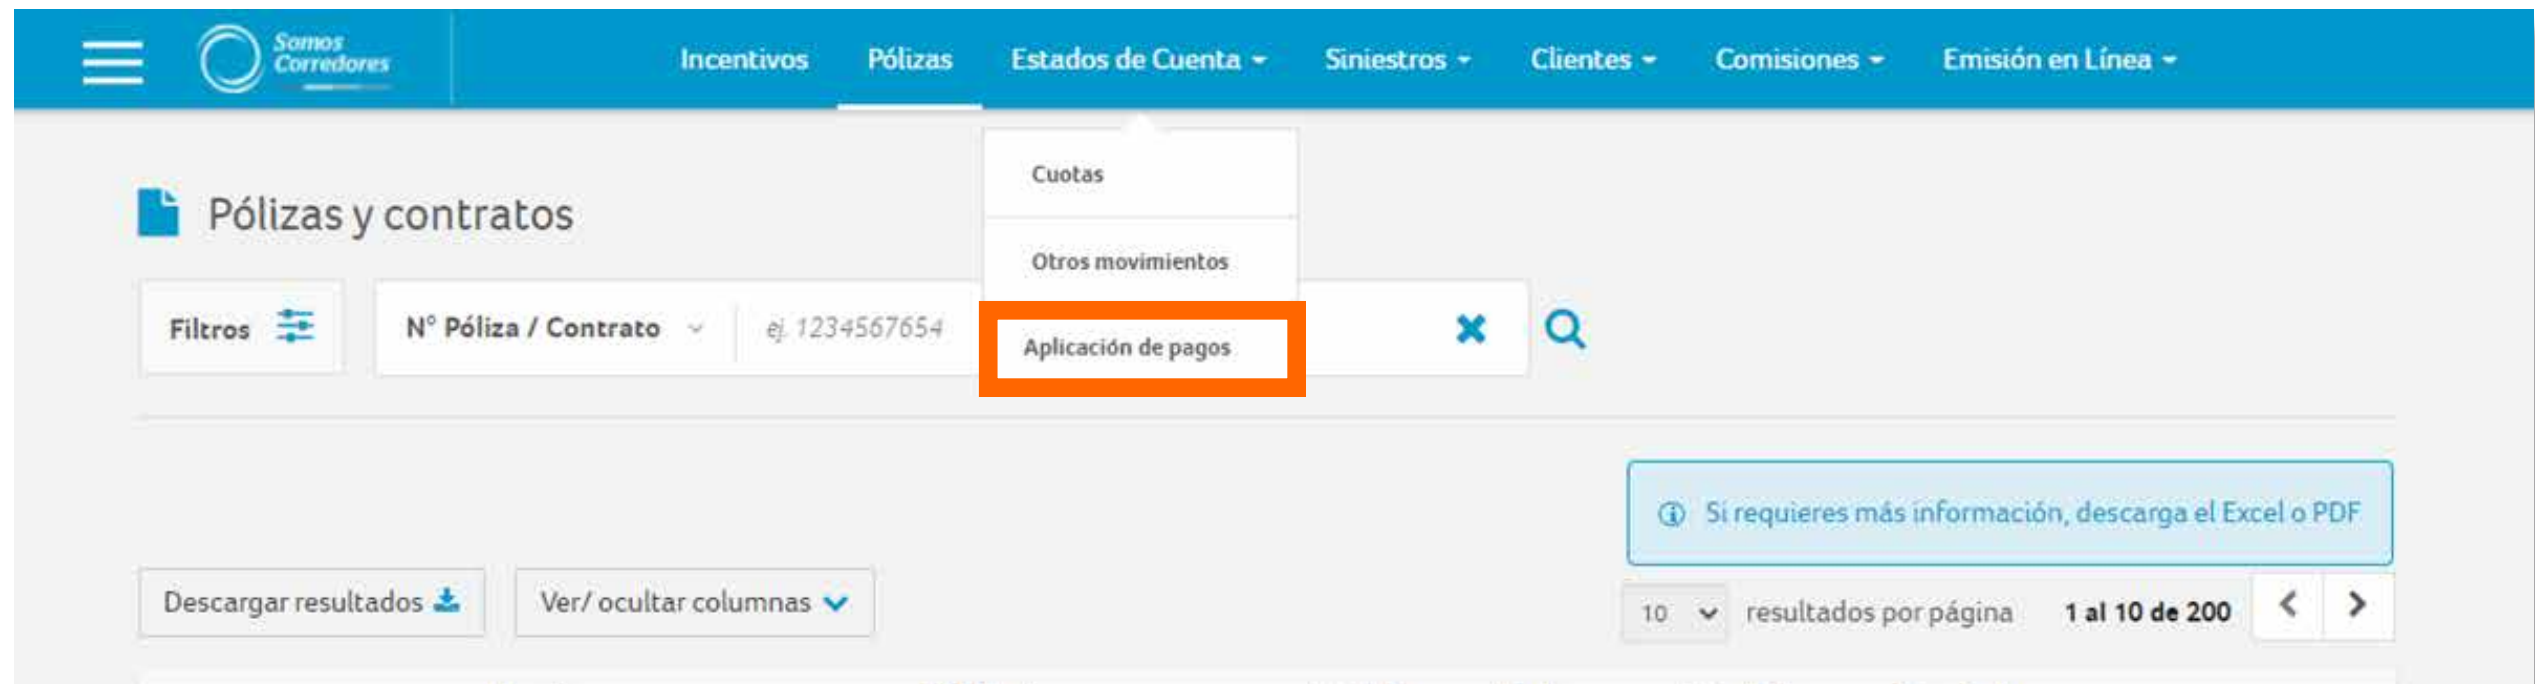 Somos
Corredores
Incentivos
Pólizas
Estados de Cuenta
Siniestros
Clientes
Comisiones
Emisión en Línea
Cuotas
Pólizas y contratos
Otros movimientos
Filtros
N° Póliza / Contrato
ej. 1234567654
Aplicación de pagos
Si requieres más información, descarga el Excel o PDF
Descargar resultados
Ver/ ocultar columnas
10
resultados por página
1 al 10 de 200